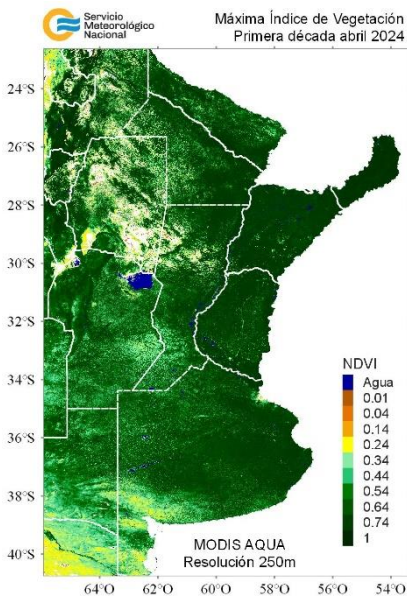 Servicio
Meteorológico
Nacional
Máxima Índice de Vegetación
Primera década abril 2024
24°S
26°S
28°S
30°S
32°S
34°S
36°S
38°S
40°S
NDVI
Agua
0.01
0.04
0.14
0.24
0.34
0.44
0.54
0.64
0.74
1
MODIS AQUA
Resolución 250m
64°O 62°O 60°O 58°O 56°O 54°O